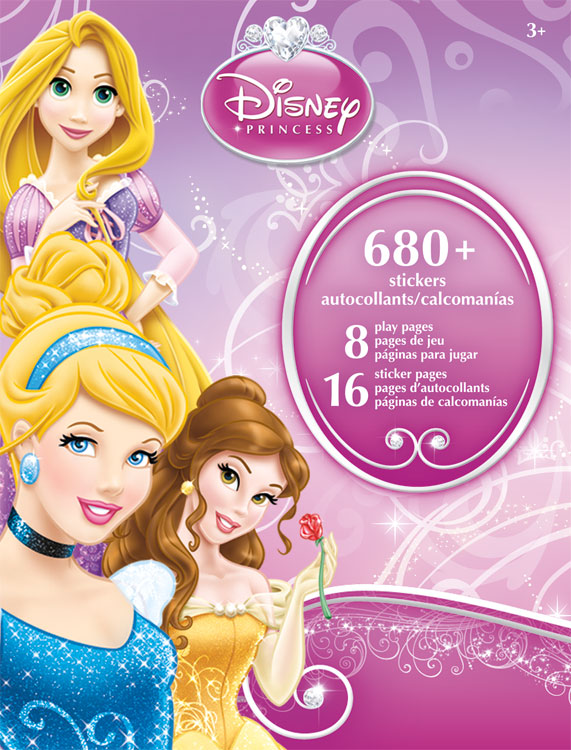 3+
Disney
PRINCESS
680+
stickers
autocollants/calcomanías
8 play pages
pages de jeu
páginas para jugar
16 sticker pages
pages d'autocollants
páginas de calcomanías